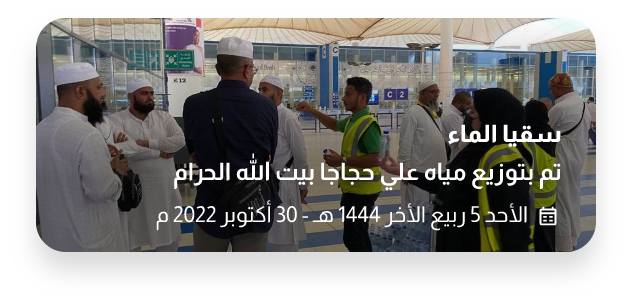 C 2
سقيا الماء
تم بتوزيع مياه علي حجاجا بيت الله الحرام
الأحد 5 ربيع الأخر 1444 هـ - 30 أكتوبر 2022 م